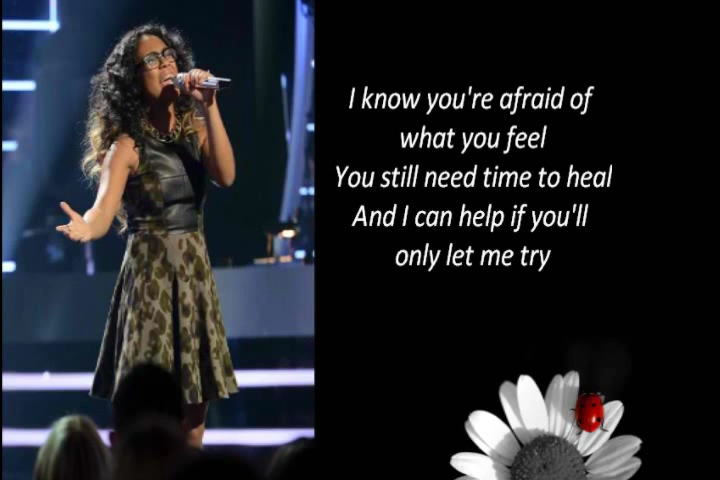 I know you're afraid of
what you feel
You still need time to heal
And I can help if you'll
only let me try